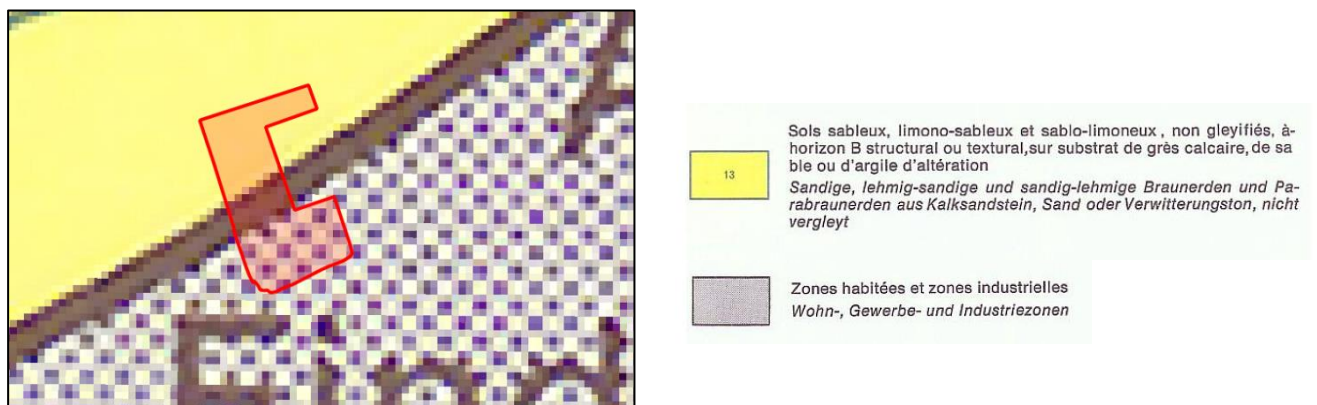 Sols sableux, limono-sableux et sablo-limoneux , non gleyifiés, à-
horizon B structural ou textural,sur substrat de grès calcaire, de sa
13
ble ou d'argile d'altération
Sandige, lehmig-sandige und sandig-lehmige Braunerden und Pa-
rabraunerden aus Kalksandstein, Sand oder Verwitterungston, nicht
vergleyt
Zones habitées et zones industrielles
Wohn-, Gewerbe- und Industriezonen